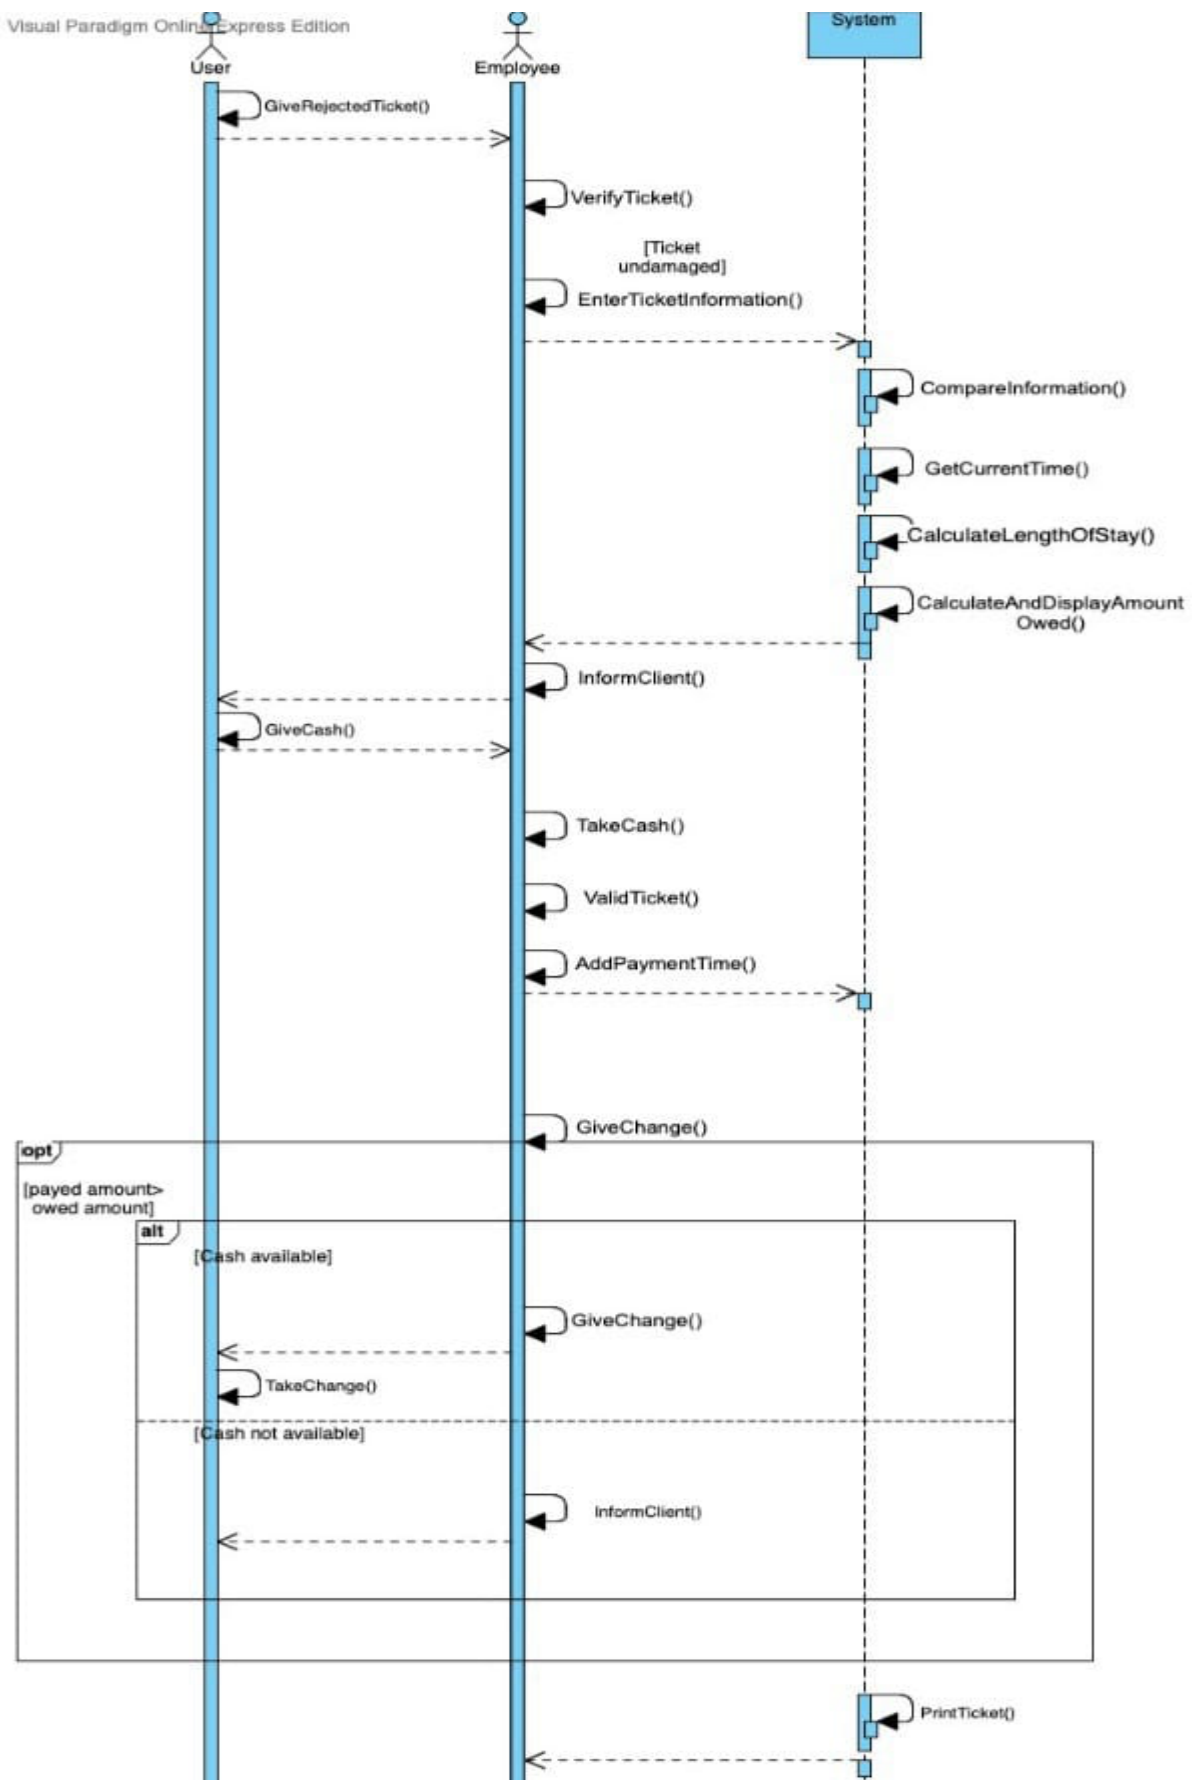 Visual Paradigm Online Express Edition
System
User
Employee
GiveRejectedTicket()
VerifyTicket()
[Ticket
undamaged]
EnterTicketInformation()
CompareInformation()
GetCurrentTime()
CalculateLengthOfStay()
CalculateAndDisplayAmount
Owed()
InformClient()
GiveCash()
TakeCash()
ValidTicket()
AddPaymentTime()
GiveChange()
opt
[payed amount>
owed amount]
alt
[Cash available]
GiveChange()
TakeChange()
[Cash not available]
InformClient()
PrintTicket()